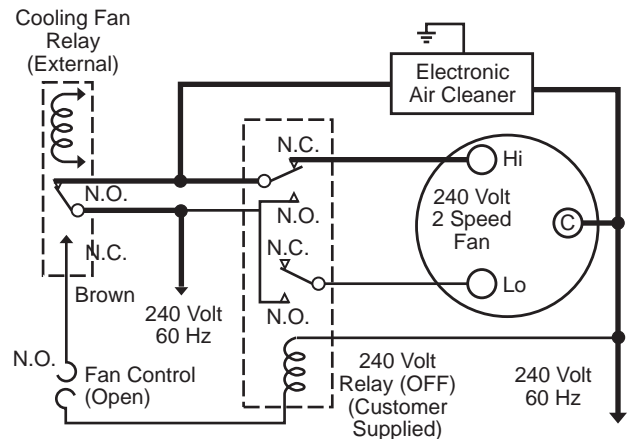 Cooling Fan
Relay
(External)
Electronic
Air Cleaner
N.C.
Hi
N.O.
240 Volt
2 Speed
Fan
C
N.O.
N.C.
N.C.
Lo
Brown
240 Volt
60 Hz
N.O.
N.O.
Fan Control
(Open)
240 Volt
Relay (OFF)
(Customer
Supplied)
240 Volt
60 Hz